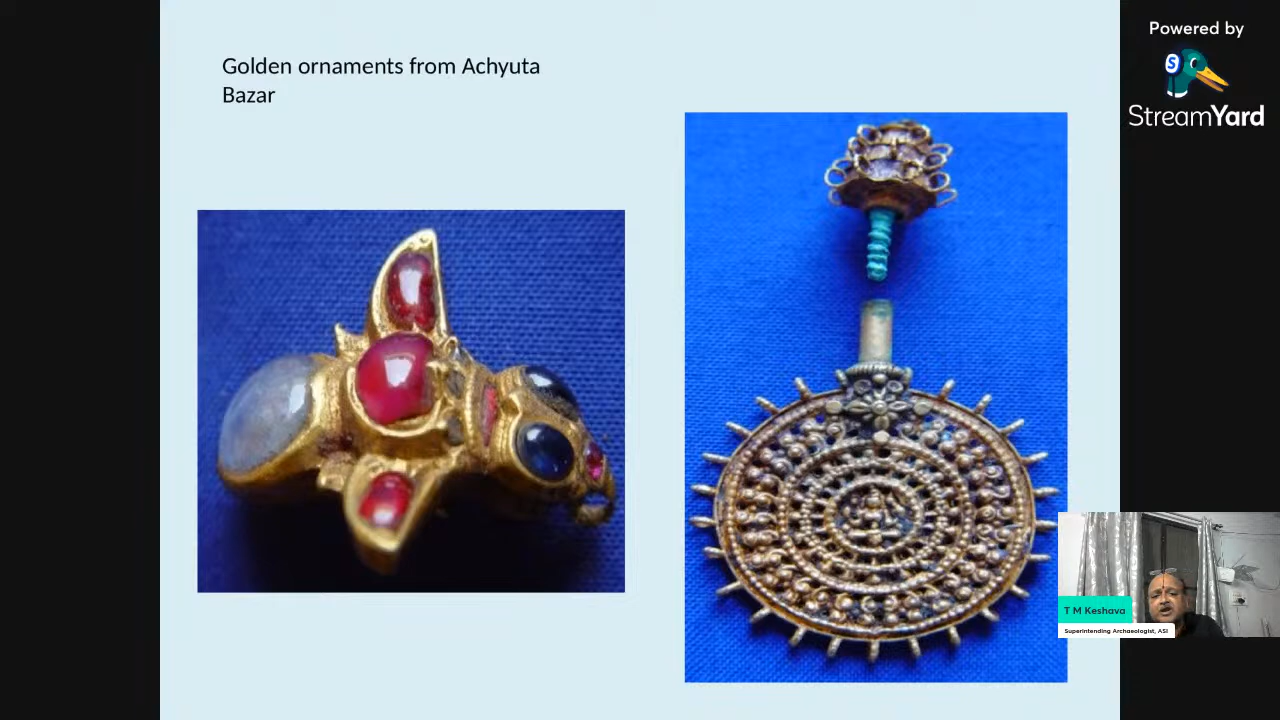 Golden ornaments from Achyuta
Bazar
Powered by
S
StreamYard
T M Keshava
Superintending Archaeologist, ASI